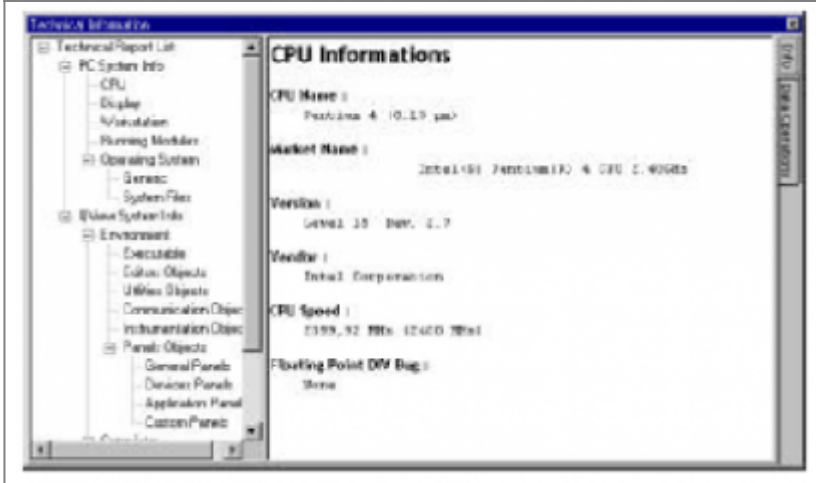 Technical Information
Technical Report List
PC System Info
CPU
Display
Workstation
Running Modules
Operating System
Generic
System Files
System Info
Environment
Executable
Editors Objects
Utilities Objects
Communication Objec
Instrumentation Objec
Panels Objects
General Panels
Devices Panels
Application Panel
Custom Panels
CPU Informations
CPU Name :
Pentium 4 (0.13 µm)
Market Name :
Intel(R) Pentium(R) 4 CPU 2.40GHz
Version :
Level 15 Rev. 2.7
Vendor :
Intel Corporation
CPU Speed :
2399,92 MHz (2400 MHz)
Floating Point DIV Bug :
None
Info
Data Operations